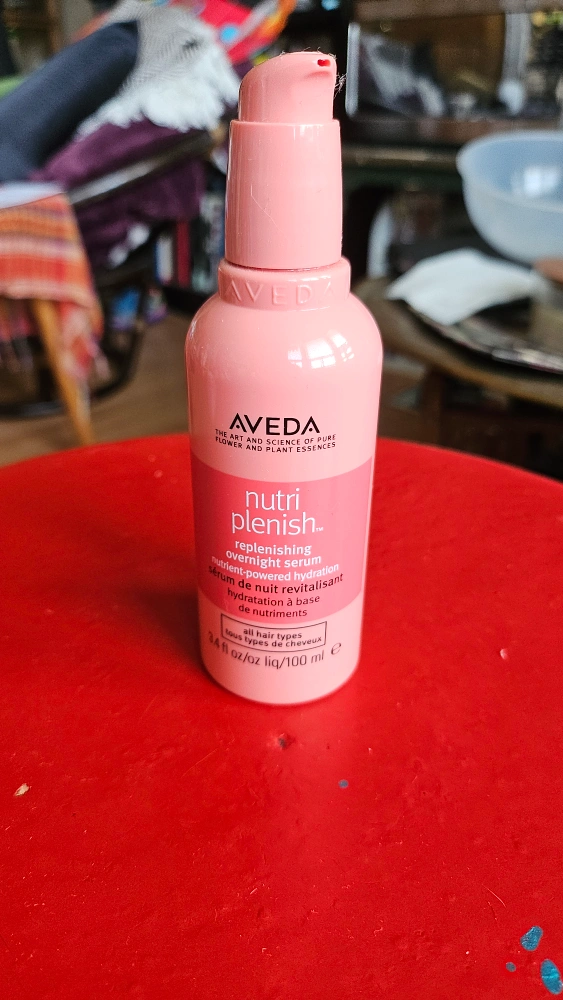 AVEDA
AVEDA
THE ART AND SCIENCE OF PURE
FLOWER AND PLANT ESSENCES
nutri
plenish™
replenishing
overnight serum
nutrient-powered hydration
sérum de nuit revitalisant
hydratation à base
de nutriments
all hair types
tous types de cheveux
3.4 fl oz/oz liq/100 ml ℮